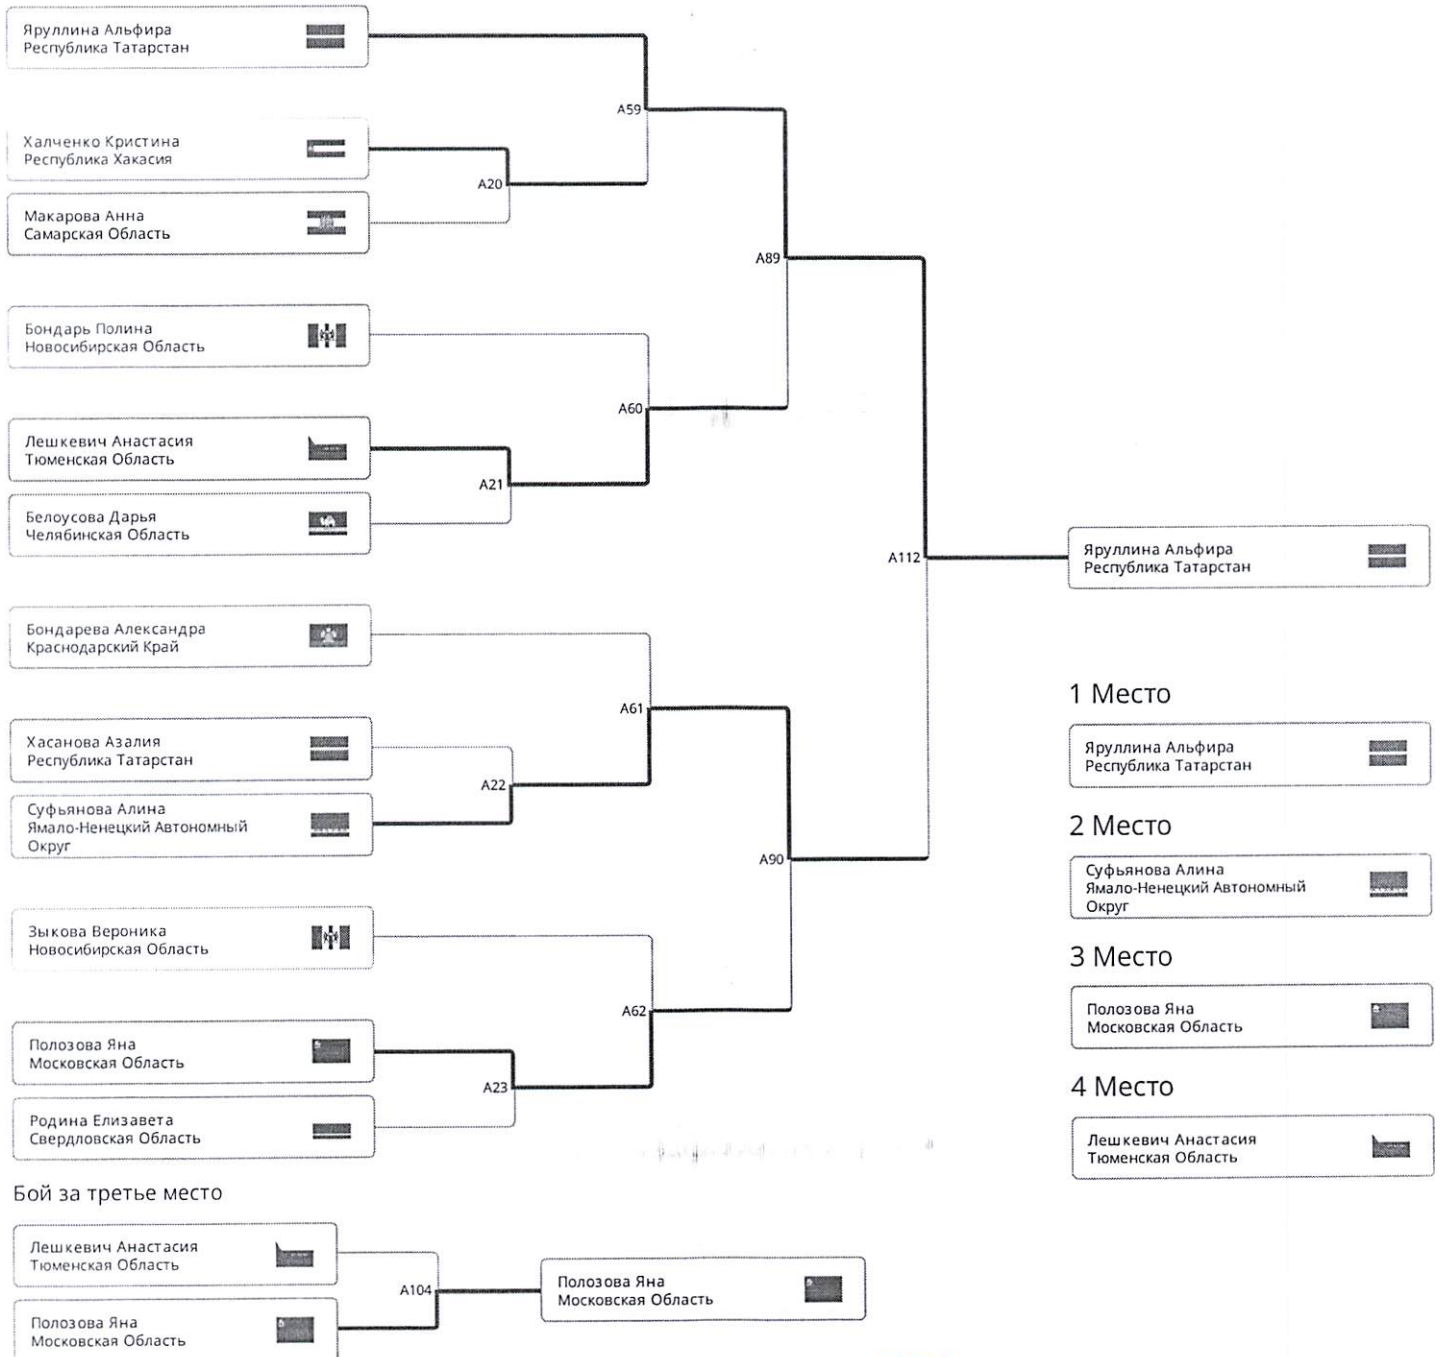 Яруллина Альфира
Республика Татарстан
A59
Халченко Кристина
Республика Хакасия
A20
Макарова Анна
Самарская Область
A89
Бондарь Полина
Новосибирская Область
A60
Лешкевич Анастасия
Тюменская Область
A21
Белоусова Дарья
Челябинская Область
A112
Яруллина Альфира
Республика Татарстан
Бондарева Александра
Краснодарский Край
A61
Хасанова Азалия
Республика Татарстан
A22
Суфьянова Алина
Ямало-Ненецкий Автономный
Округ
A90
Зыкова Вероника
Новосибирская Область
A62
Полозова Яна
Московская Область
A23
Родина Елизавета
Свердловская Область
1 Место
Яруллина Альфира
Республика Татарстан
2 Место
Суфьянова Алина
Ямало-Ненецкий Автономный
Округ
3 Место
Полозова Яна
Московская Область
4 Место
Лешкевич Анастасия
Тюменская Область
Бой за третье место
Лешкевич Анастасия
Тюменская Область
A104
Полозова Яна
Московская Область
Полозова Яна
Московская Область